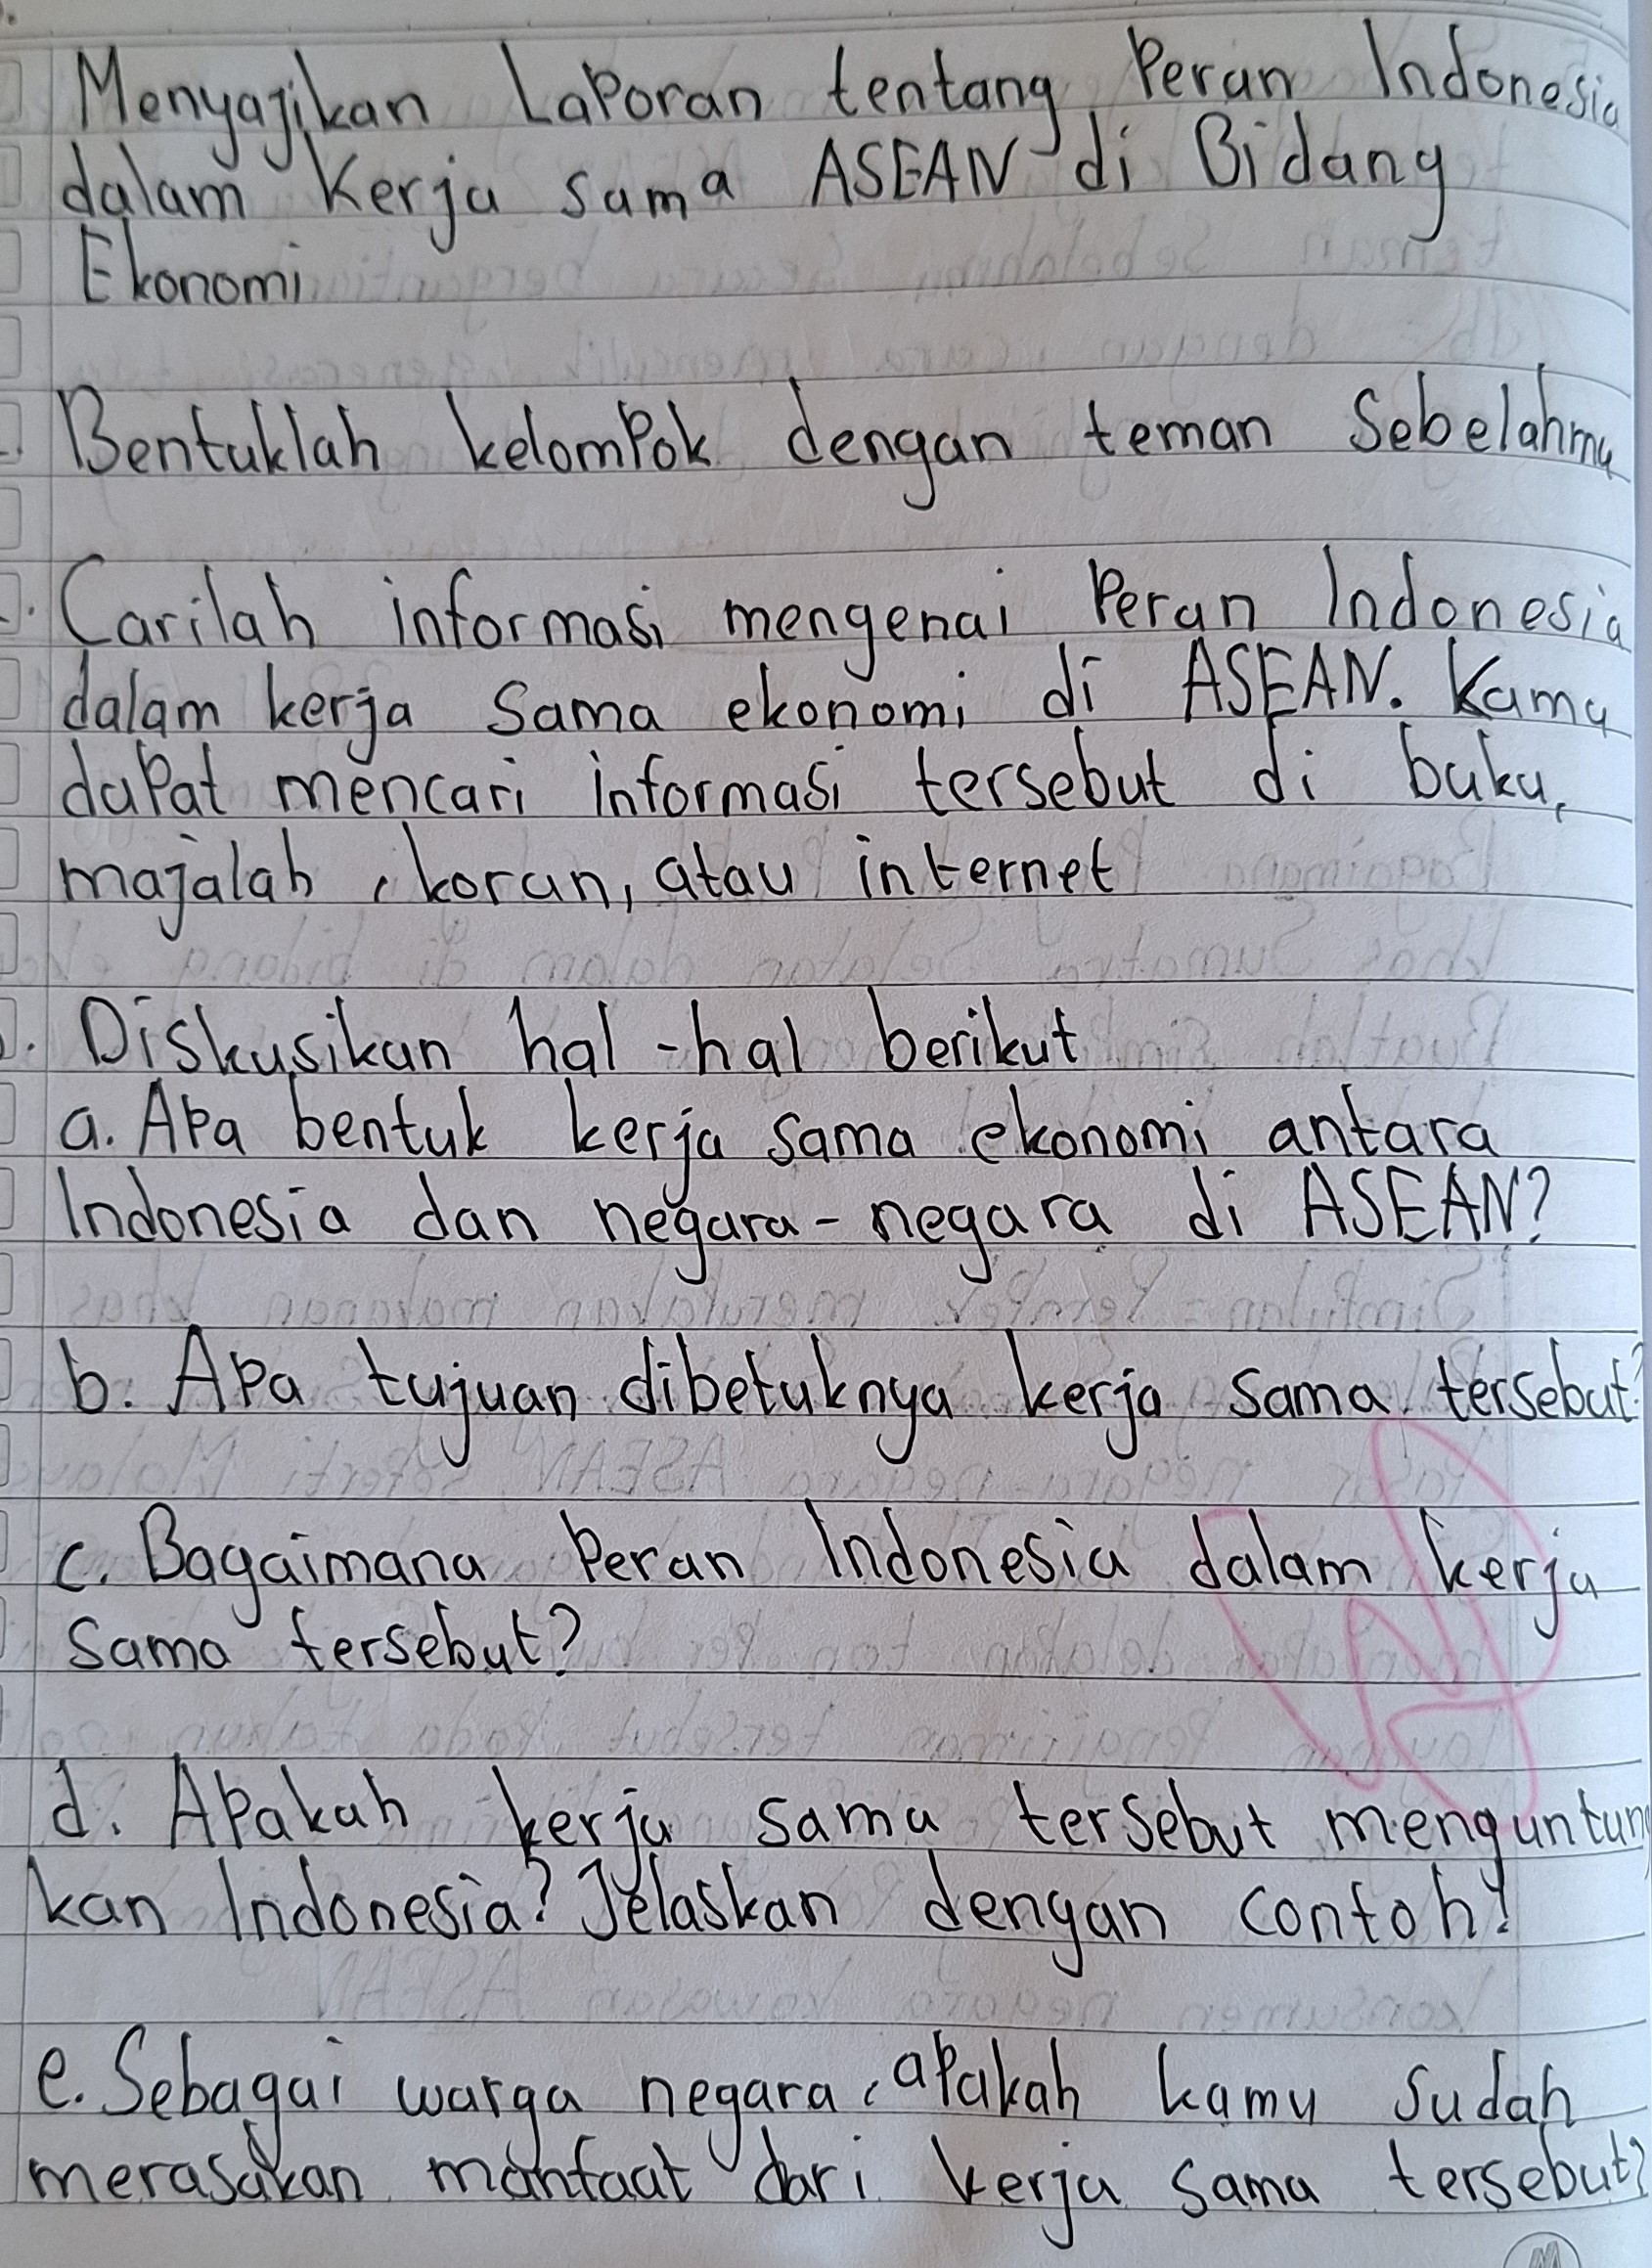 Menyajikan Laporan tentang Peran Indonesia
dalam Kerja sama ASEAN di Bidang
Ekonomi
Bentuklah kelompok dengan teman Sebelahmu
Carilah informasi mengenai Peran Indonesia
dalam kerja sama ekonomi di ASEAN. Kamu
dapat mencari informasi tersebut di buku,
majalah, koran, atau internet
Diskusikan hal-hal berikut
a. Apa bentuk kerja sama ekonomi antara
Indonesia dan negara-negara di ASEAN?
b. Apa tujuan dibetuknya kerja sama tersebut?
c. Bagaimana Peran Indonesia dalam kerja
sama tersebut?
d. Apakah kerja sama tersebut menguntung
kan Indonesia? Jelaskan dengan contoh!
e. Sebagai warga negara, apakah kamu sudah
merasakan manfaat dari kerja sama tersebut?